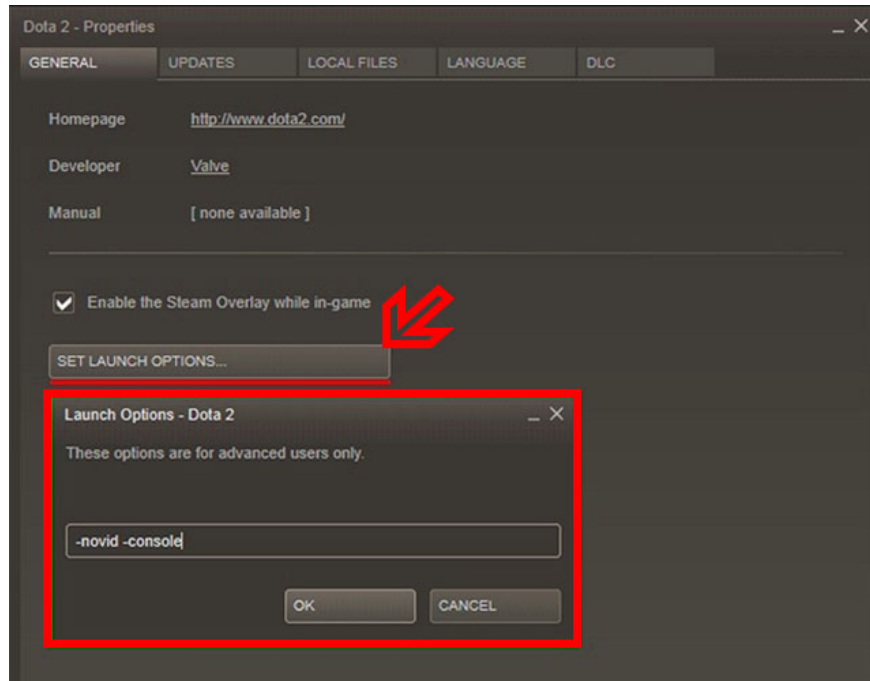 Dota 2 - Properties
GENERAL UPDATES LOCAL FILES LANGUAGE DLC
Homepage http://www.dota2.com/
Developer Valve
Manual [ none available ]
Enable the Steam Overlay while in-game
SET LAUNCH OPTIONS...
Launch Options - Dota 2
These options are for advanced users only.
-novid -console
OK CANCEL